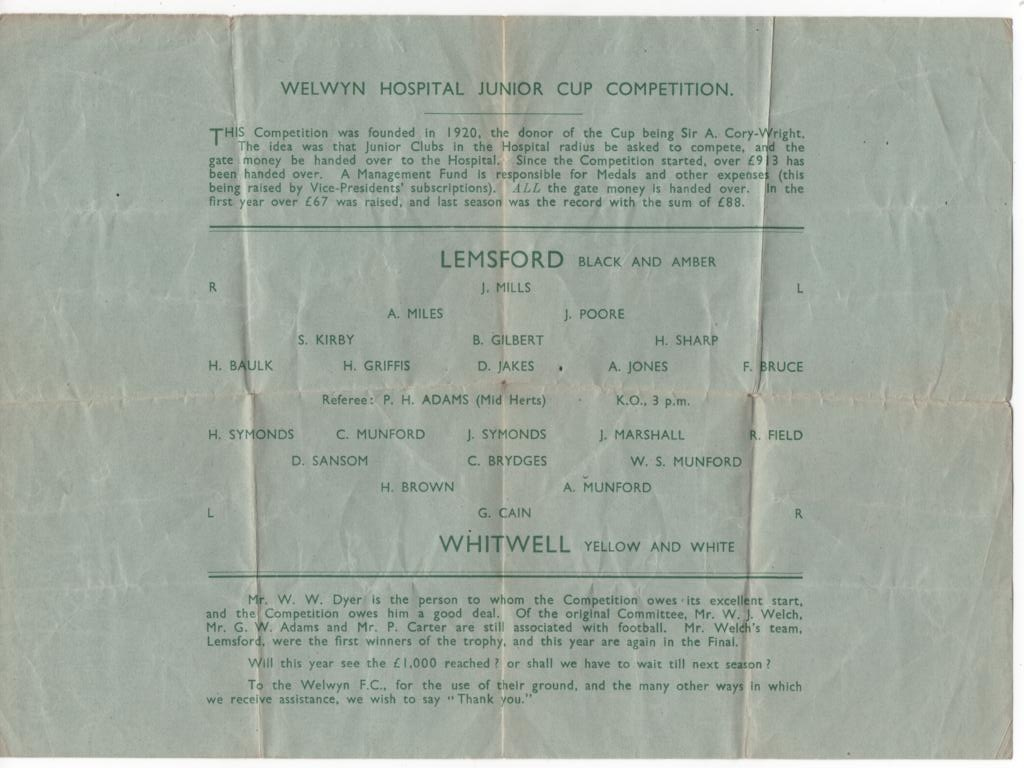 WELWYN HOSPITAL JUNIOR CUP COMPETITION.
THIS Competition was founded in 1920, the donor of the Cup being Sir A. Cory-Wright.
The idea was that Junior Clubs in the Hospital radius be asked to compete, and the
gate money be handed over to the Hospital. Since the Competition started, over £913 has
been handed over. A Management Fund is responsible for Medals and other expenses (this
being raised by Vice-Presidents' subscriptions). ALL the gate money is handed over. In the
first year over £67 was raised, and last season was the record with the sum of £88.
LEMSFORD BLACK AND AMBER
R J. MILLS L
A. MILES J. POORE
S. KIRBY B. GILBERT H. SHARP
H. BAULK H. GRIFFIS D. JAKES A. JONES F. BRUCE
Referee: P. H. ADAMS (Mid Herts) K.O., 3 p.m.
H. SYMONDS C. MUNFORD J. SYMONDS J. MARSHALL R. FIELD
D. SANSOM C. BRYDGES W. S. MUNFORD
H. BROWN A. MUNFORD
L G. CAIN R
WHITWELL YELLOW AND WHITE
Mr. W. W. Dyer is the person to whom the Competition owes its excellent start,
and the Competition owes him a good deal. Of the original Committee, Mr. W. J. Welch,
Mr. G. W. Adams and Mr. P. Carter are still associated with football. Mr. Welch's team,
Lemsford, were the first winners of the trophy, and this year are again in the Final.
Will this year see the £1,000 reached? or shall we have to wait till next season?
To the Welwyn F.C., for the use of their ground, and the many other ways in which
we receive assistance, we wish to say "Thank you."